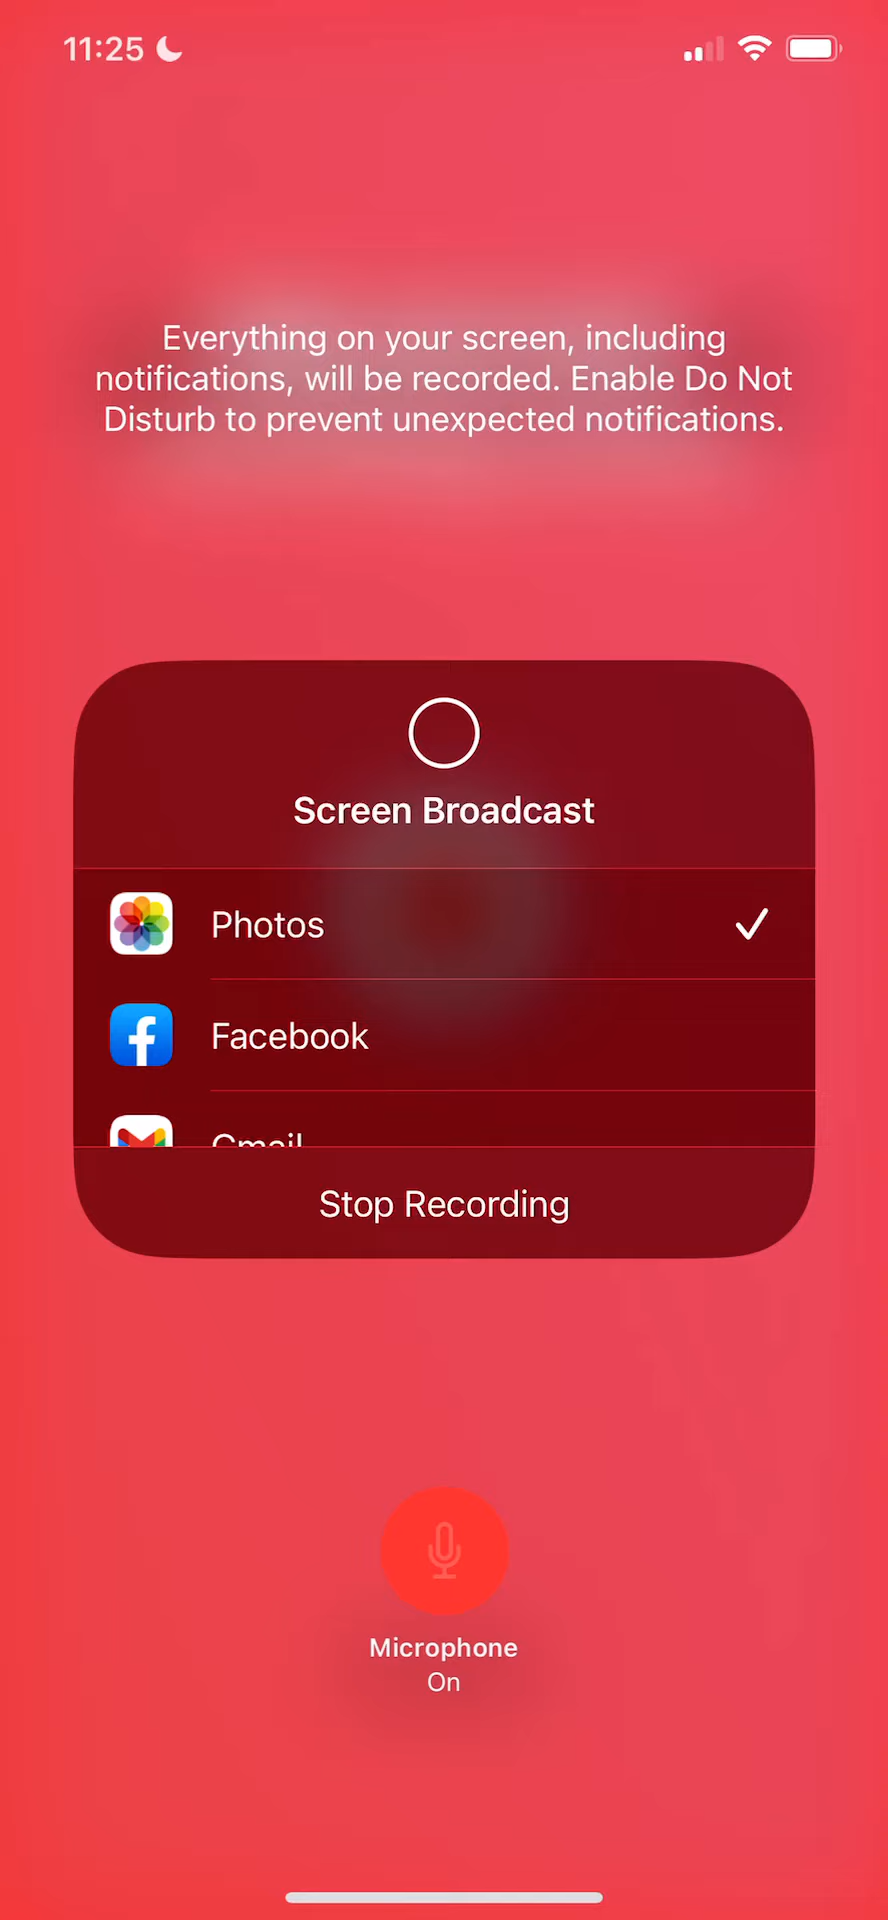 11:25
Everything on your screen, including
notifications, will be recorded. Enable Do Not
Disturb to prevent unexpected notifications.
Screen Broadcast
Photos
Facebook
Gmail
Stop Recording
Microphone
On